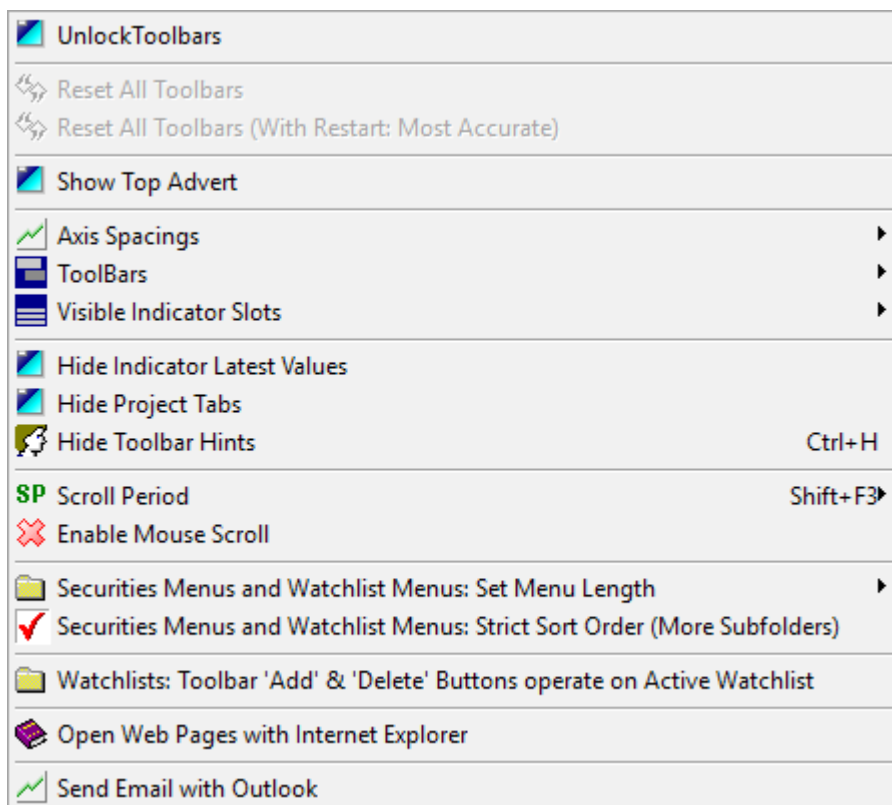 UnlockToolbars
Reset All Toolbars
Reset All Toolbars (With Restart: Most Accurate)
Show Top Advert
Axis Spacings
ToolBars
Visible Indicator Slots
Hide Indicator Latest Values
Hide Project Tabs
Hide Toolbar Hints Ctrl+H
SP Scroll Period Shift+F3
Enable Mouse Scroll
Securities Menus and Watchlist Menus: Set Menu Length
Securities Menus and Watchlist Menus: Strict Sort Order (More Subfolders)
Watchlists: Toolbar 'Add' & 'Delete' Buttons operate on Active Watchlist
Open Web Pages with Internet Explorer
Send Email with Outlook